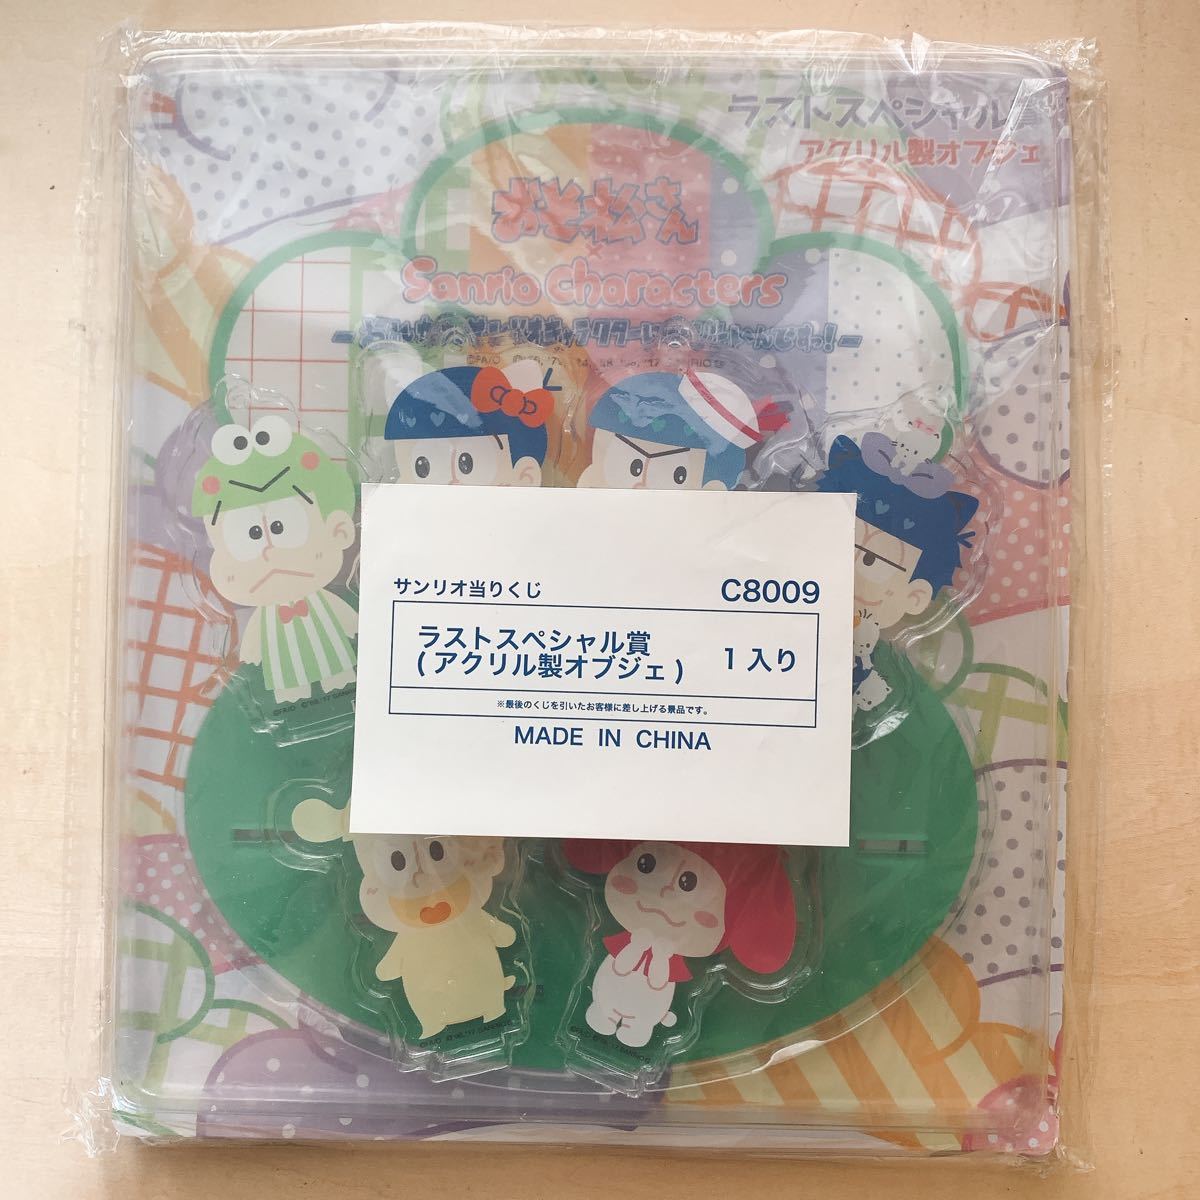 ラストスペシャル賞
アクリル製オブジェ
おそ松さん
Sanrio Characters
サンリオ当りくじ C8009
ラストスペシャル賞
(アクリル製オブジェ) 1入り
※最後のくじを引いたお客様に差し上げる景品です。
MADE IN CHINA